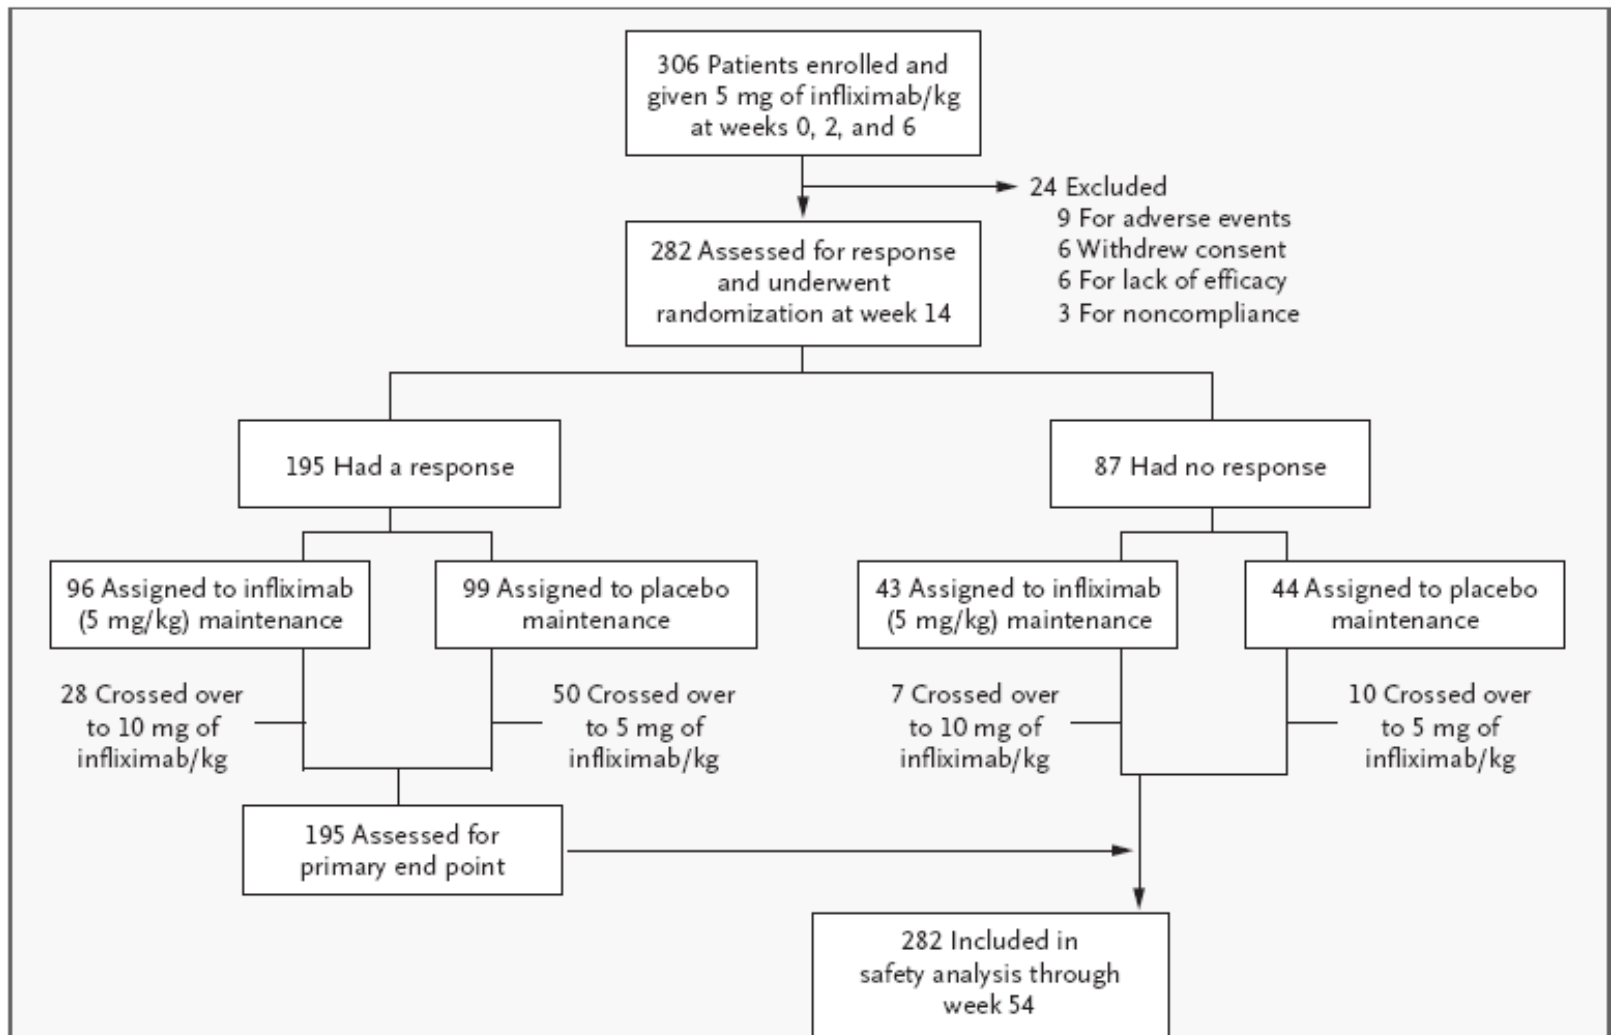 306 Patients enrolled and
given 5 mg of infliximab/kg
at weeks 0, 2, and 6
24 Excluded
9 For adverse events
6 Withdrew consent
6 For lack of efficacy
3 For noncompliance
282 Assessed for response
and underwent
randomization at week 14
195 Had a response
87 Had no response
96 Assigned to infliximab
(5 mg/kg) maintenance
99 Assigned to placebo
maintenance
43 Assigned to infliximab
(5 mg/kg) maintenance
44 Assigned to placebo
maintenance
28 Crossed over
to 10 mg of
infliximab/kg
50 Crossed over
to 5 mg of
infliximab/kg
7 Crossed over
to 10 mg of
infliximab/kg
10 Crossed over
to 5 mg of
infliximab/kg
195 Assessed for
primary end point
282 Included in
safety analysis through
week 54